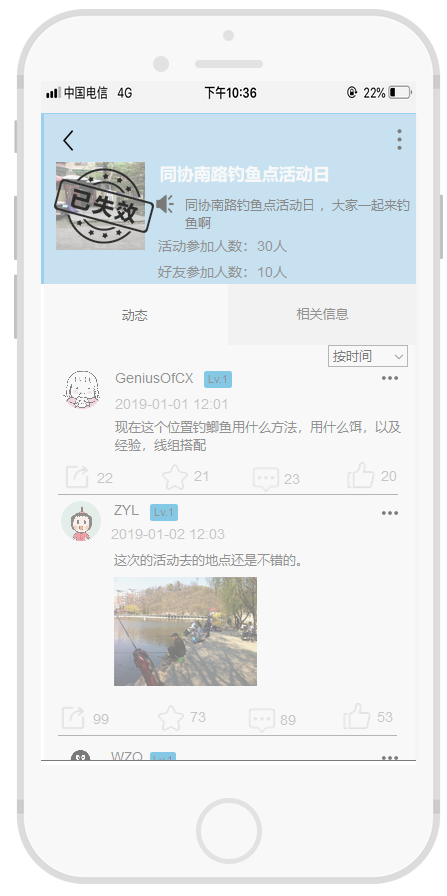 中国电信 4G 下午10:36 22%
同协南路钓鱼点活动日
已失效
同协南路钓鱼点活动日，大家一起来钓
鱼啊
活动参加人数：30人
好友参加人数：10人
动态 相关信息
按时间
GeniusOfCX Lv.1
2019-01-01 12:01
现在这个位置钓鲫鱼用什么方法，用什么饵，以及
经验，线组搭配
22 21 23 20
ZYL Lv.1
2019-01-02 12:03
这次的活动去的地点还是不错的。
99 73 89 53
WZQ Lv.1